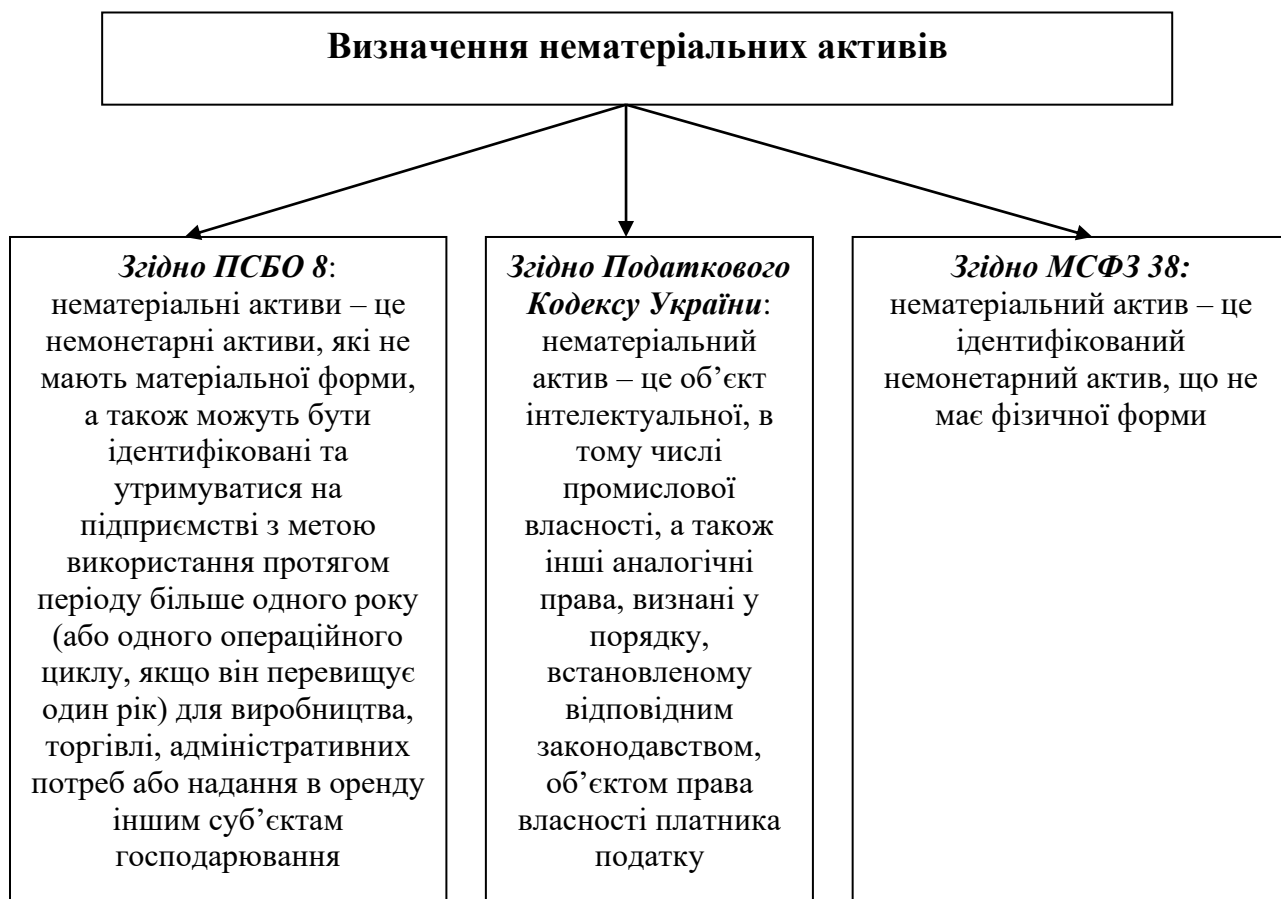 Визначення нематеріальних активів
Згідно ПСБО 8:
нематеріальні активи – це
немонетарні активи, які не
мають матеріальної форми,
а також можуть бути
ідентифіковані та
утримуватися на
підприємстві з метою
використання протягом
періоду більше одного року
(або одного операційного
циклу, якщо він перевищує
один рік) для виробництва,
торгівлі, адміністративних
потреб або надання в оренду
іншим суб’єктам
господарювання
Згідно Податкового
Кодексу України:
нематеріальний
актив – це об’єкт
інтелектуальної, в
тому числі
промислової
власності, а також
інші аналогічні
права, визнані у
порядку,
встановленому
відповідним
законодавством,
об’єктом права
власності платника
податку
Згідно МСФЗ 38:
нематеріальний актив – це
ідентифікований
немонетарний актив, що не
має фізичної форми